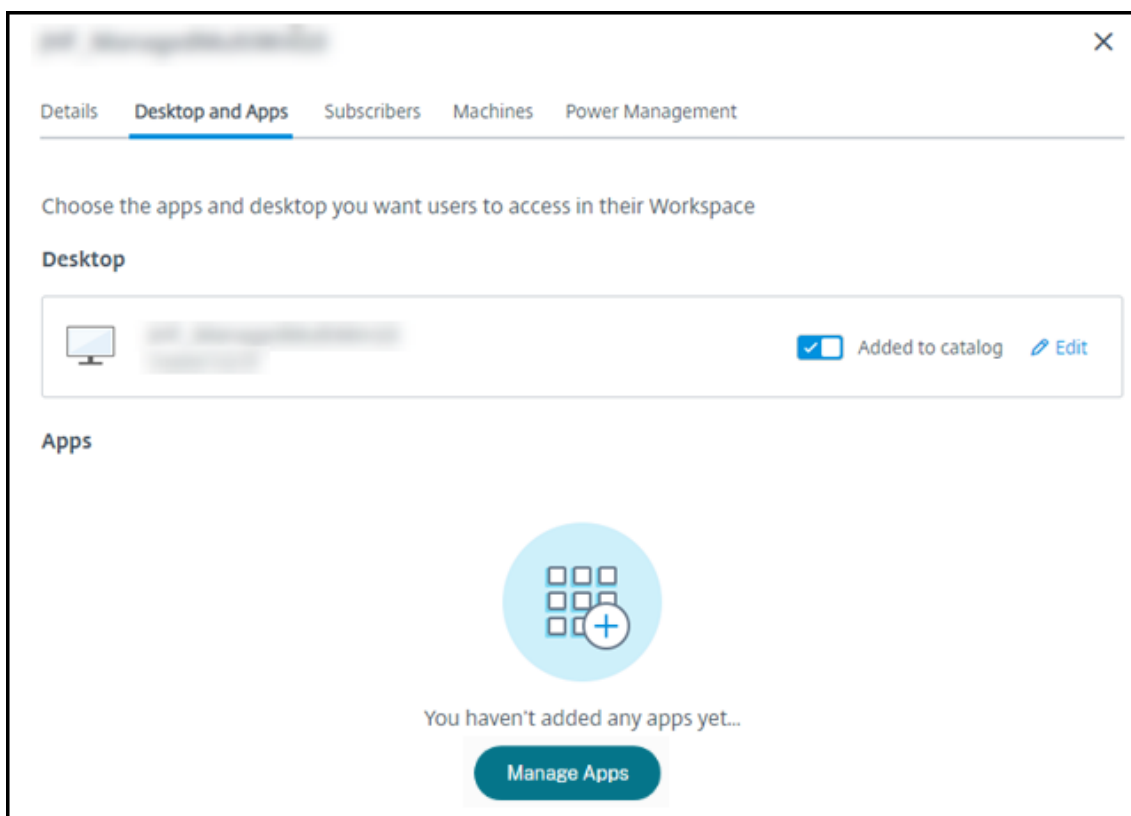 Details Desktop and Apps Subscribers Machines Power Management
Choose the apps and desktop you want users to access in their Workspace
Desktop
Added to catalog Edit
Apps
You haven't added any apps yet...
Manage Apps